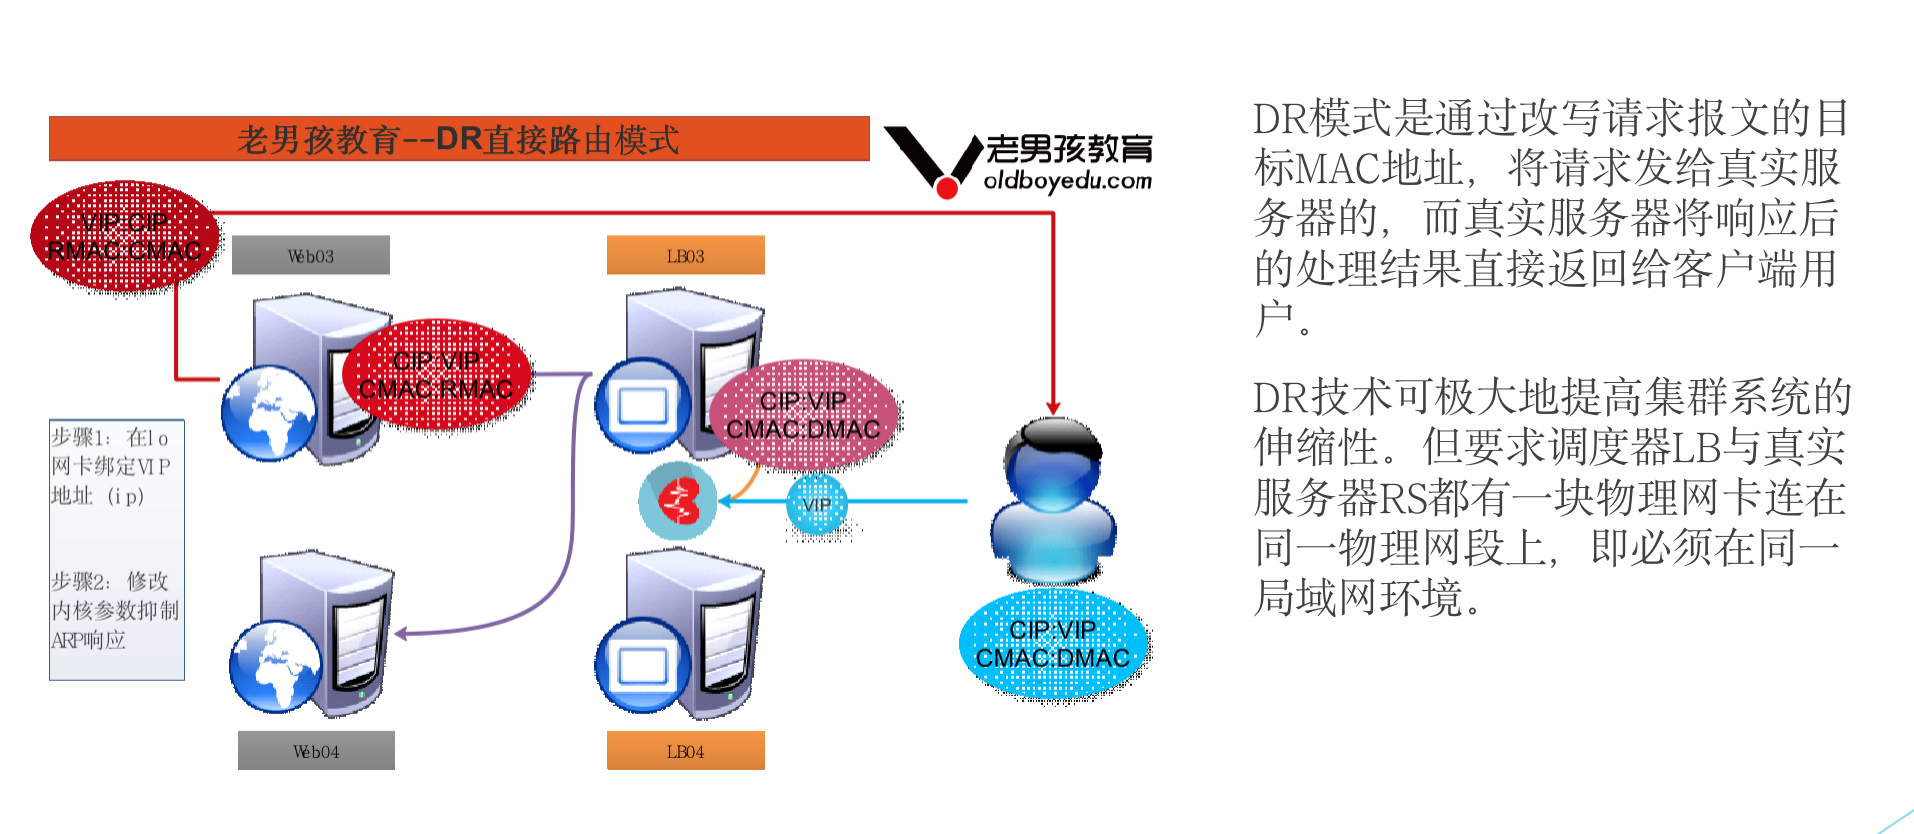 老男孩教育--DR直接路由模式
老男孩教育
oldboyedu.com
VIP:CIP
RMAC:CMAC
Web03
LB03
CIP:VIP
CMAC:RMAC
CIP:VIP
CMAC:DMAC
VIP
步骤1：在lo
网卡绑定VIP
地址（ip）
步骤2：修改
内核参数抑制
ARP响应
CIP:VIP
CMAC:DMAC
Web04
LB04
DR模式是通过改写请求报文的目
标MAC地址，将请求发给真实服
务器的，而真实服务器将响应后
的处理结果直接返回给客户端用
户。
DR技术可极大地提高集群系统的
伸缩性。但要求调度器LB与真实
服务器RS都有一块物理网卡连在
同一物理网段上，即必须在同一
局域网环境。